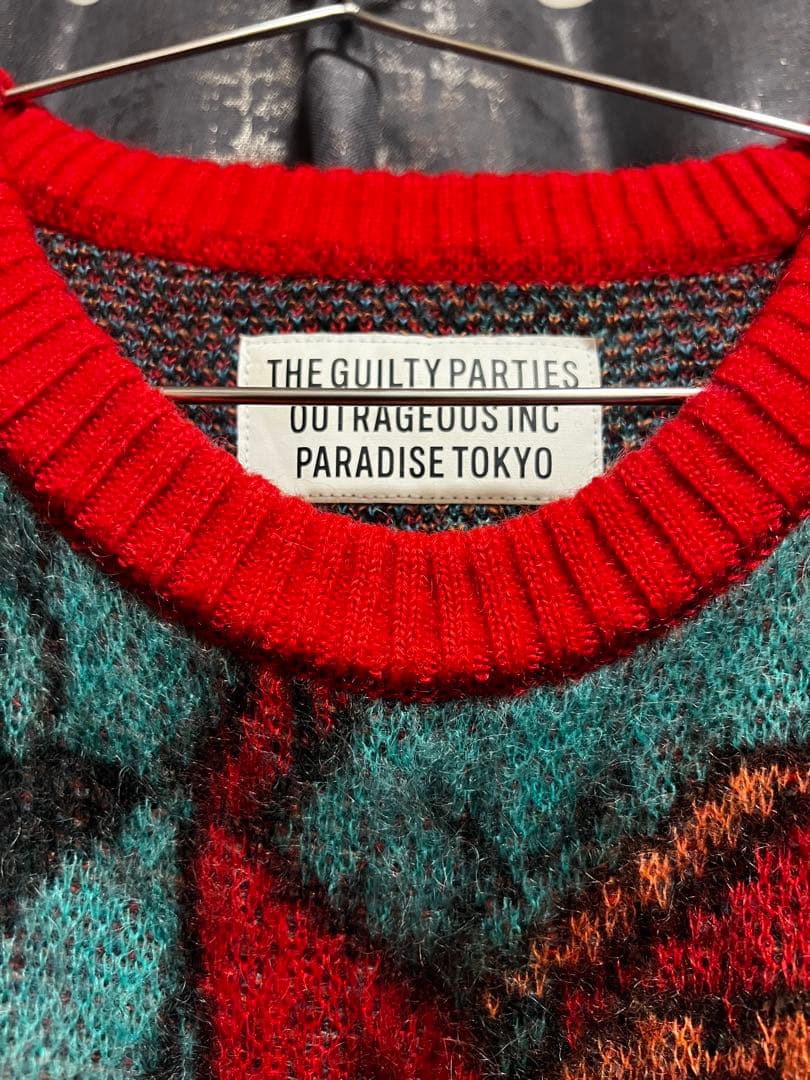 THE GUILTY PARTIES
OUTRAGEOUS INC
PARADISE TOKYO